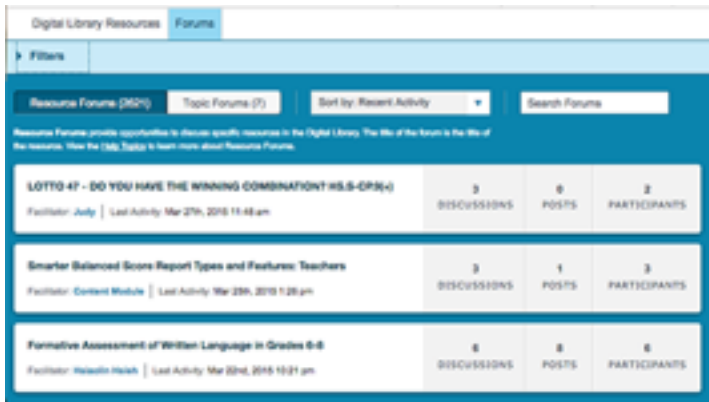 Digital Library Resources Forums
Filters
Resource Forums (2621) Topic Forums (7) Sort by: Recent Activity Search Forums
Resource Forums provide opportunities to discuss specific resources in the Digital Library. The title of the forum is the title of
the resource. View the Help Topics to learn more about Resource Forums.
LOTTO 47 - DO YOU HAVE THE WINNING COMBINATION? HS.S-CP.9(+)
Facilitator: Judy | Last Activity: Mar 27th, 2015 11:48 am
3 DISCUSSIONS
POSTS
2 PARTICIPANTS
Smarter Balanced Score Report Types and Features: Teachers
Facilitator: Content Module | Last Activity: Mar 25th, 2015 1:26 pm
3 DISCUSSIONS
1 POSTS
3 PARTICIPANTS
Formative Assessment of Written Language in Grades 6-8
Facilitator: Hsieh | Last Activity: Mar 22nd, 2015 10:21 pm
6 DISCUSSIONS
8 POSTS
6 PARTICIPANTS